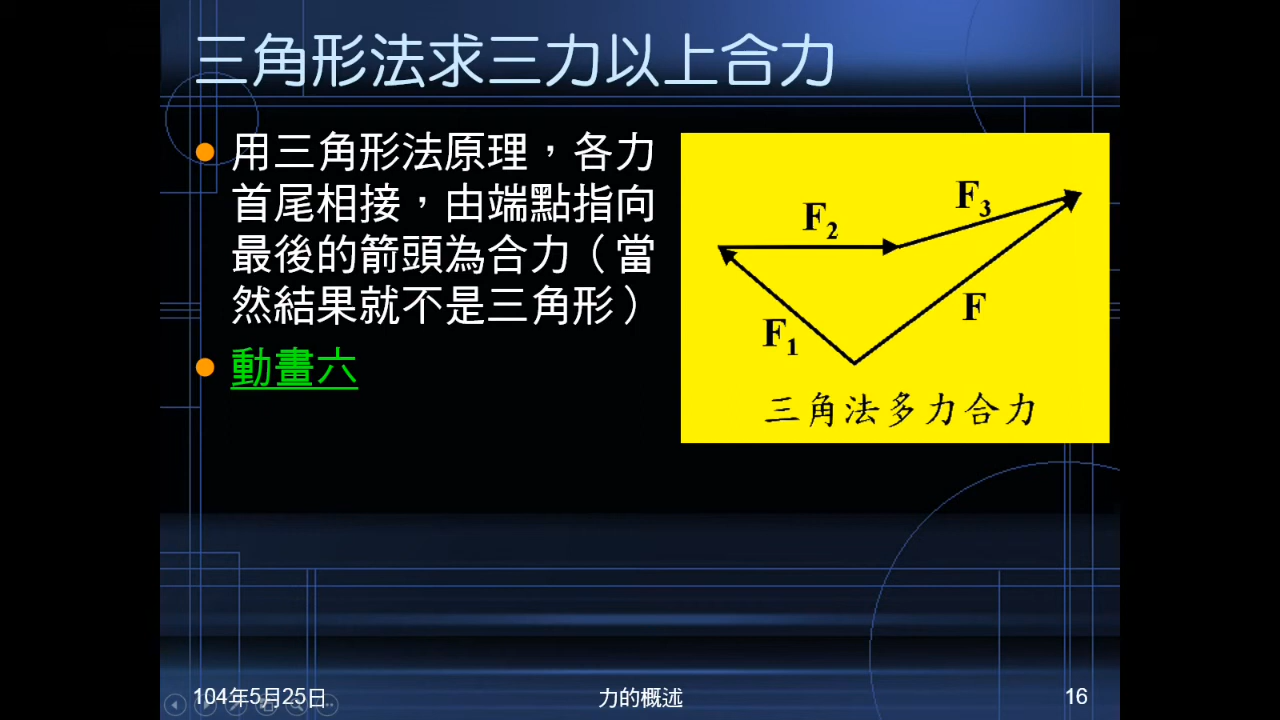 三角形法求三力以上合力
用三角形法原理，各力
首尾相接，由端點指向
最後的箭頭為合力（當
然結果就不是三角形）
動畫六
F2
F3
F1
F
三角法多力合力
104年5月25日
力的概述
16